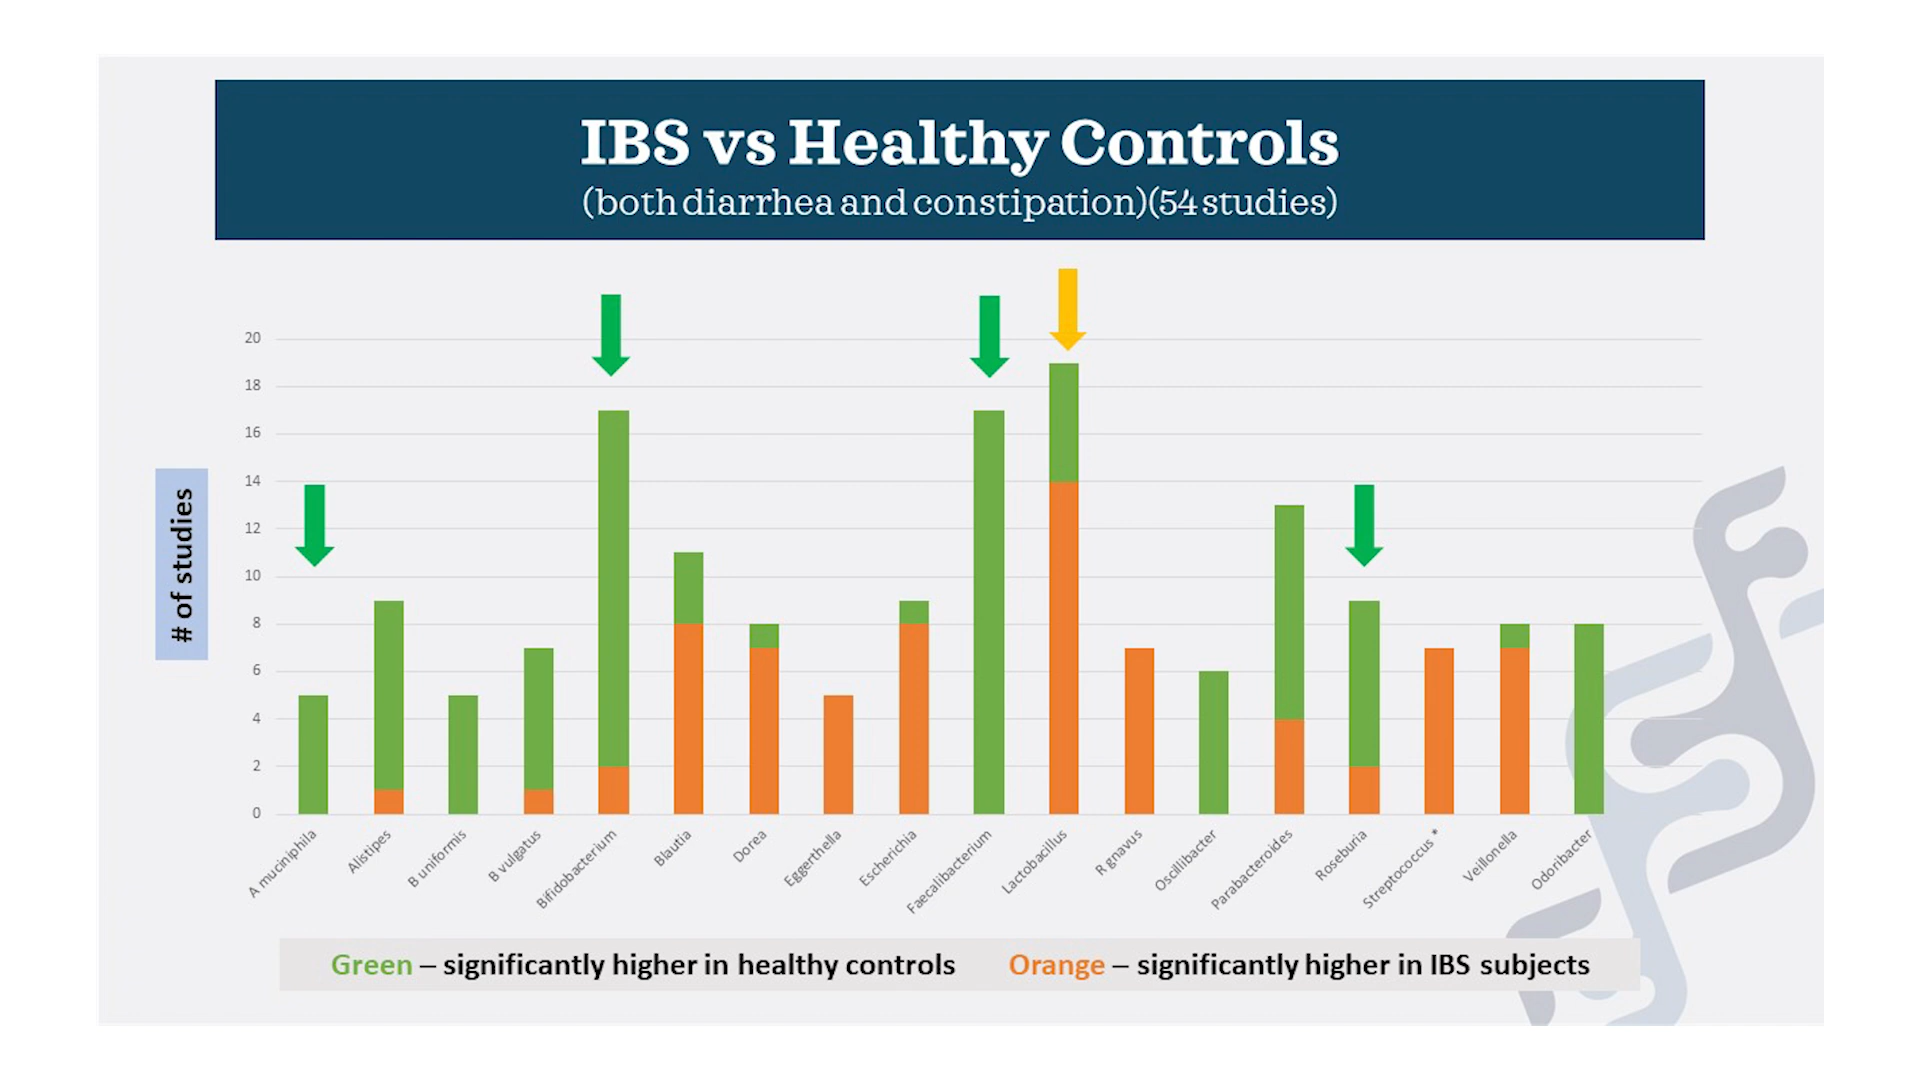 IBS vs Healthy Controls
(both diarrhea and constipation)(54 studies)
# of studies
20
18
16
14
12
10
8
6
4
2
0
A muciniphila
Alistipes
B uniformis
B vulgatus
Bifidobacterium
Blautia
Dorea
Eggerthella
Escherichia
Faecalibacterium
Lactobacillus
R gnavus
Oscillibacter
Parabacteroides
Roseburia
Streptococcus *
Veillonella
Odoribacter
Green – significantly higher in healthy controls
Orange – significantly higher in IBS subjects